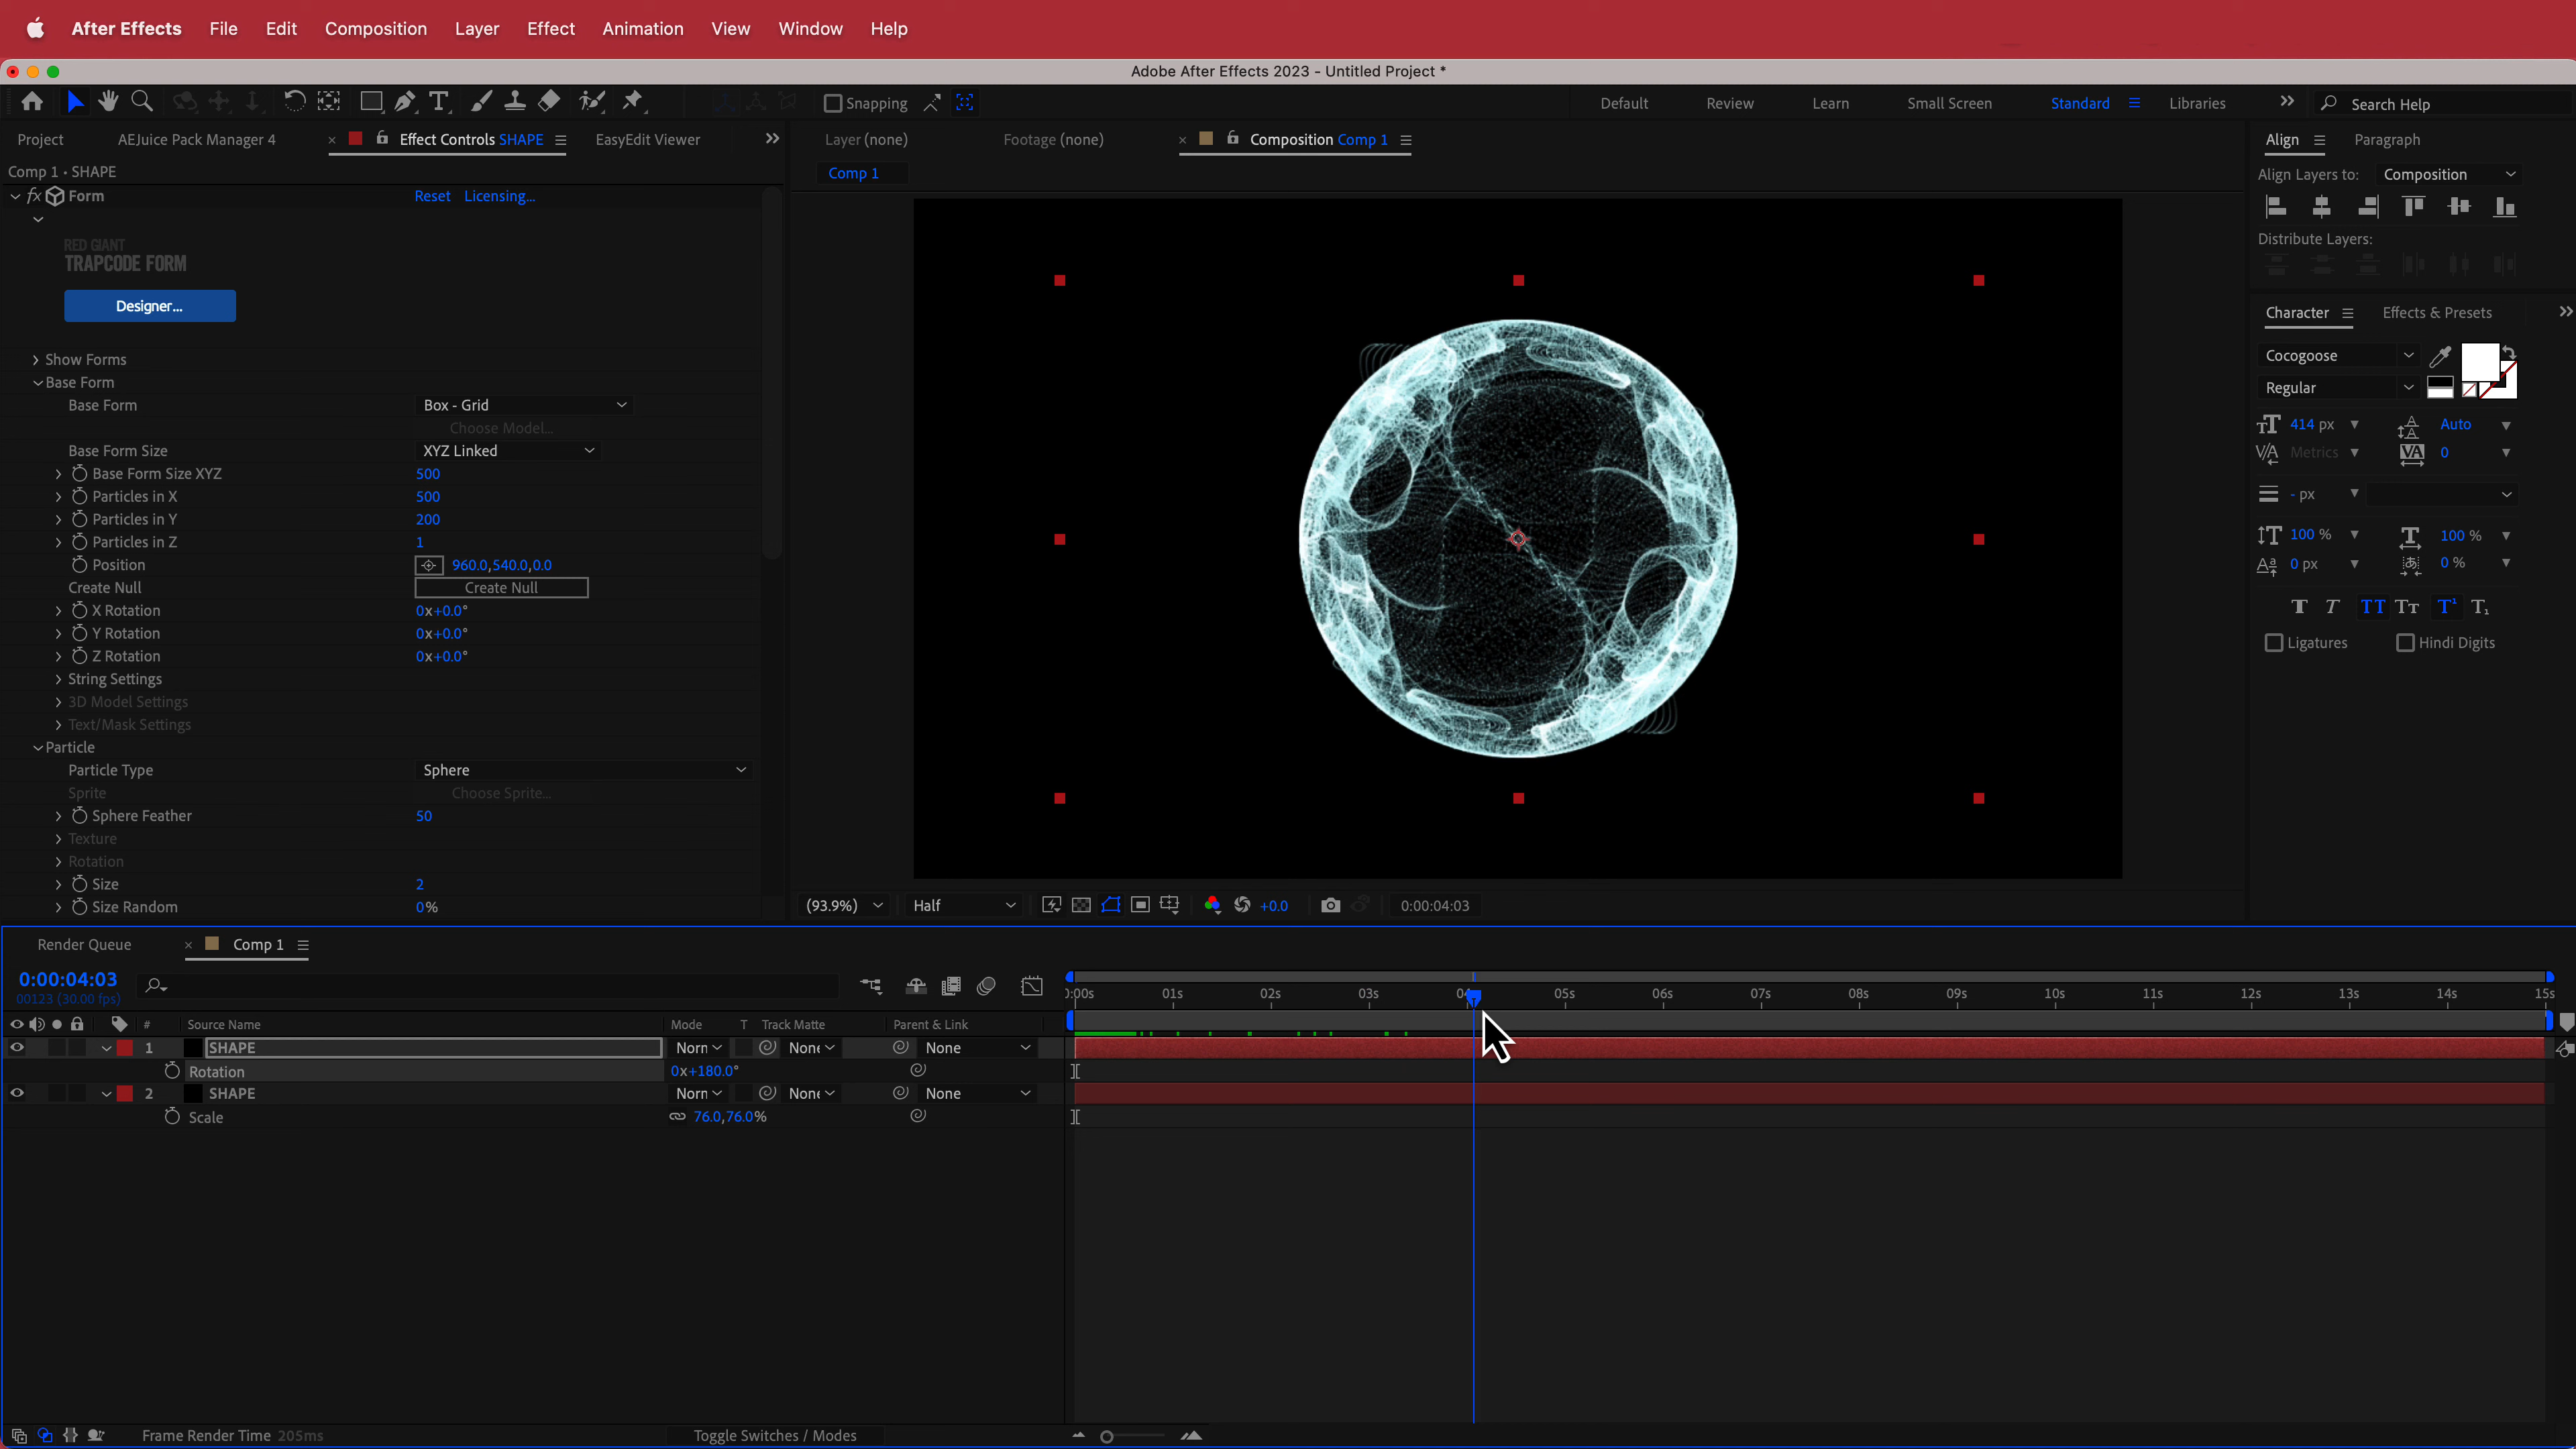 After Effects File Edit Composition Layer Effect Animation View Window Help
Adobe After Effects 2023 - Untitled Project *
Snapping Default Review Learn Small Screen Standard Libraries Search Help
Project AEJuice Pack Manager 4 Effect Controls SHAPE EasyEdit Viewer
Layer (none) Footage (none) Composition Comp 1
Align Paragraph
Comp 1 • SHAPE
Comp 1
Align Layers to: Composition
fx Form Reset Licensing...
RED GIANT
TRAPCODE FORM
Designer...
Distribute Layers:
Character Effects & Presets
Cocogoose
Regular
414 px Auto
Metrics 0
- px
100 % 100 %
0 px 0 %
Ligatures Hindi Digits
Show Forms
Base Form
Base Form Box - Grid
Choose Model...
Base Form Size XYZ Linked
Base Form Size XYZ 500
Particles in X 500
Particles in Y 200
Particles in Z 1
Position 960.0,540.0,0.0
Create Null Create Null
X Rotation 0x+0.0°
Y Rotation 0x+0.0°
Z Rotation 0x+0.0°
String Settings
3D Model Settings
Text/Mask Settings
Particle
Particle Type Sphere
Sprite Choose Sprite...
Sphere Feather 50
Texture
Rotation
Size 2
Size Random 0%
(93.9%) Half +0.0 0:00:04:03
Render Queue Comp 1
0:00:04:03
00123 (30.00 fps)
0:00s 01s 02s 03s 04 05s 06s 07s 08s 09s 10s 11s 12s 13s 14s 15s
# Source Name Mode T Track Matte Parent & Link
1 SHAPE Norn None None
Rotation 0x+180.0°
2 SHAPE Norn None None
Scale 76.0,76.0%
Frame Render Time 205ms Toggle Switches / Modes